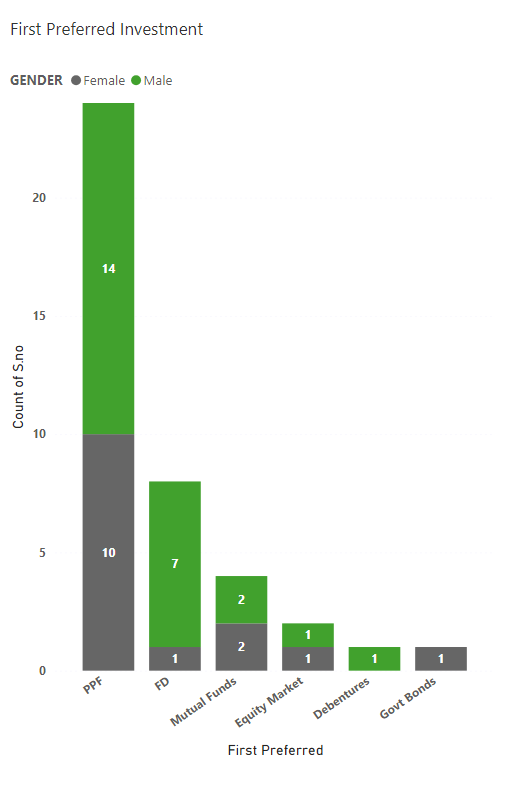 First Preferred Investment
GENDER Female Male
20
15
10
5
0
Count of S.no
14
10
7
1
2
2
1
1
1
1
PPF
FD
Mutual Funds
Equity Market
Debentures
Govt Bonds
First Preferred